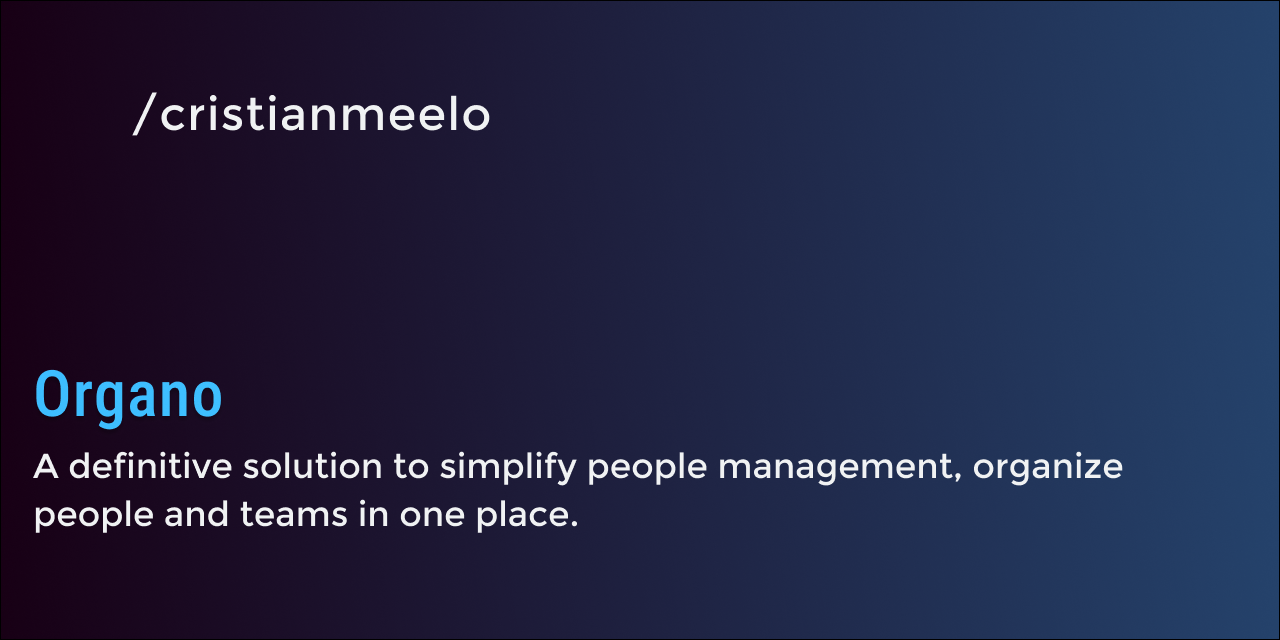 /cristianmeelo
Organo
A definitive solution to simplify people management, organize
people and teams in one place.